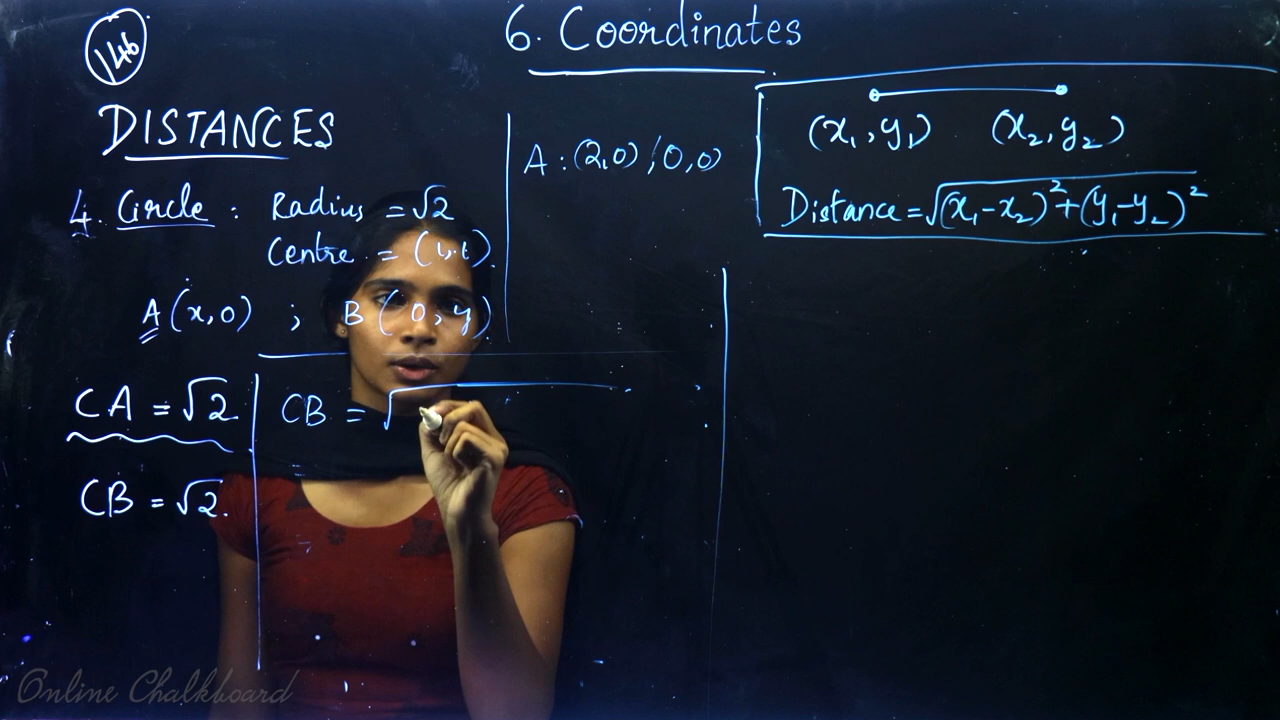 146
6. Coordinates
DISTANCES
4. Circle : Radius = √2
Centre = (1,1).
A (x,0) ; B (0,y)
A : (2,0) ; (0,0)
(x₁,y₁) (x₂,y₂)
Distance = √(x₁-x₂)²+(y₁-y₂)²
CA = √2
CB = √2.
CB = √
Online Chalkboard